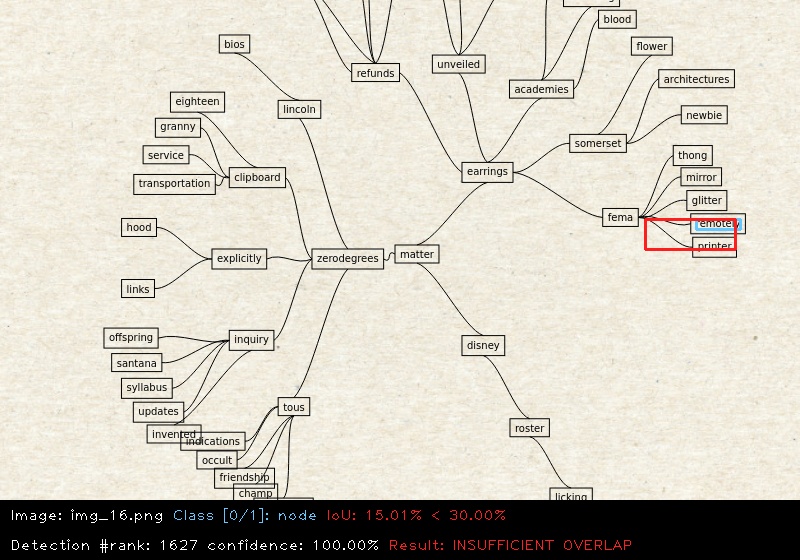 blood
bios
flower
unveiled
refunds
architectures
academies
eighteen
lincoln
newbie
granny
somerset
service
thong
earrings
mirror
transportation
clipboard
glitter
fema
remotely
hood
printer
matter
explicitly
zerodegrees
links
offspring
inquiry
disney
santana
syllabus
updates
tous
roster
invented
indications
occult
friendship
champ
licking
Image: img_16.png Class [0/1]: node IoU: 15.01% < 30.00%
Detection #rank: 1627 confidence: 100.00% Result: INSUFFICIENT OVERLAP